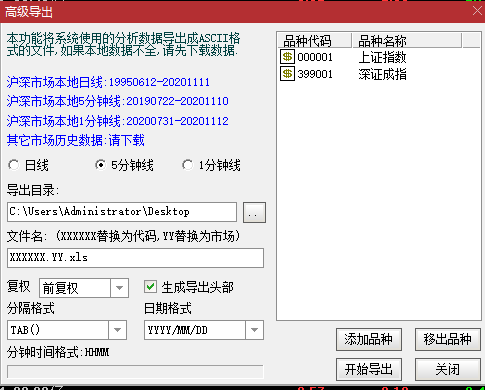 高级导出
本功能将系统使用的分析数据导出成ASCII格
式的文件,如果本地数据不全,请先下载数据.
沪深市场本地日线:19950612-20201111
沪深市场本地5分钟线:20190722-20201110
沪深市场本地1分钟线:20200731-20201112
其它市场历史数据:请下载
日线 5分钟线 1分钟线
导出目录:
C:\Users\Administrator\Desktop ..
文件名: (XXXXXX替换为代码,YY替换为市场)
XXXXXX.YY.xls
复权 前复权 生成导出头部
分隔格式 日期格式
TAB() YYYY/MM/DD
分钟时间格式:HHMM
品种代码 品种名称
000001 上证指数
399001 深证成指
添加品种 移出品种
开始导出 关闭